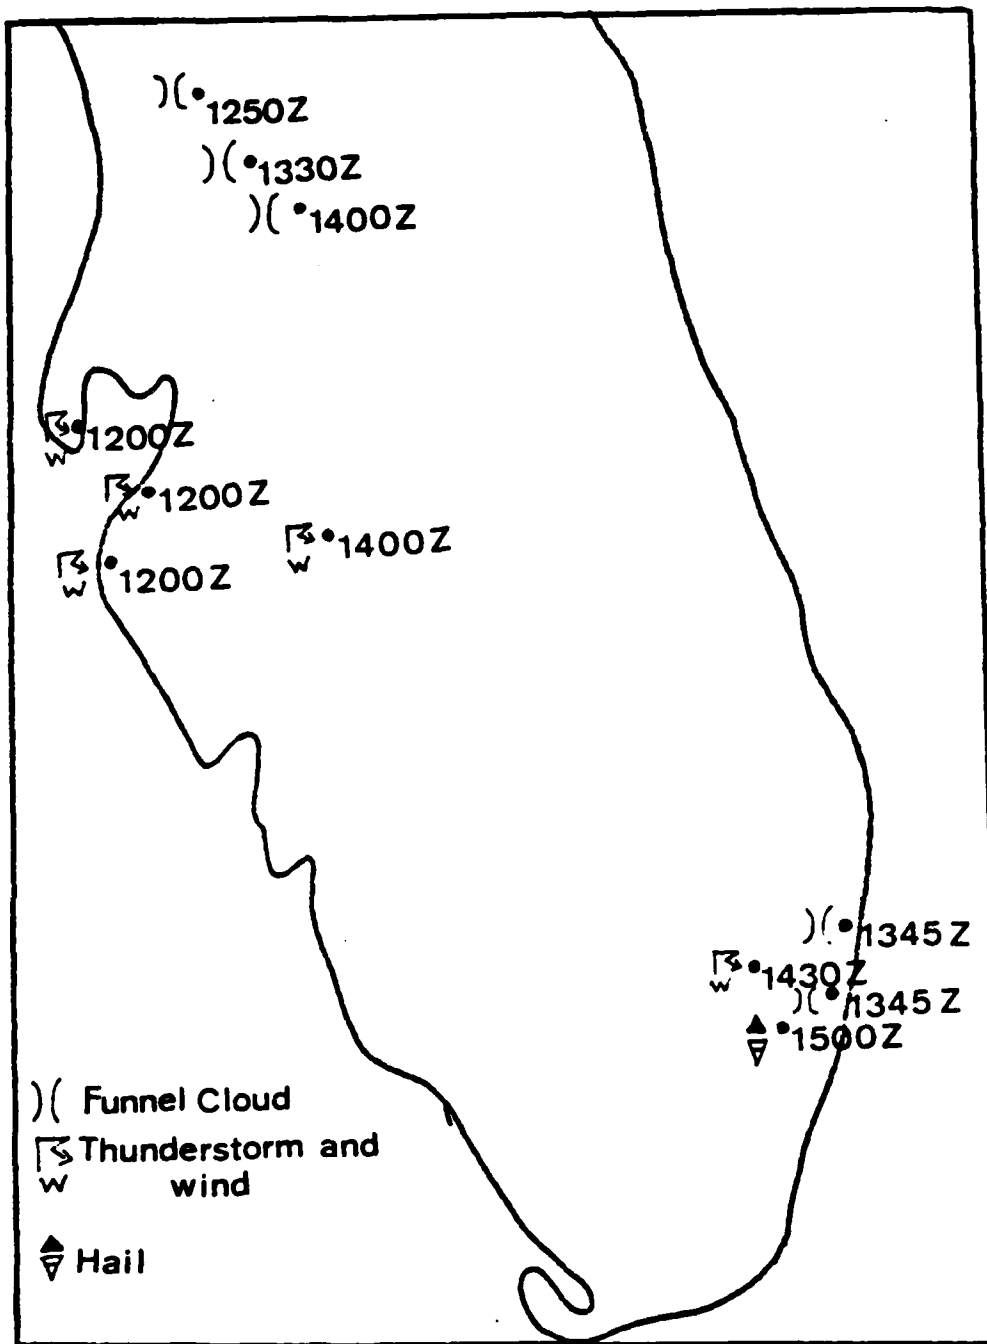 1250Z
1330Z
1400Z
1200Z
W
1200Z
W
1400Z
W
1200Z
W
1345Z
1430Z
W
1345Z
1500Z
Funnel Cloud
Thunderstorm and
W wind
Hail